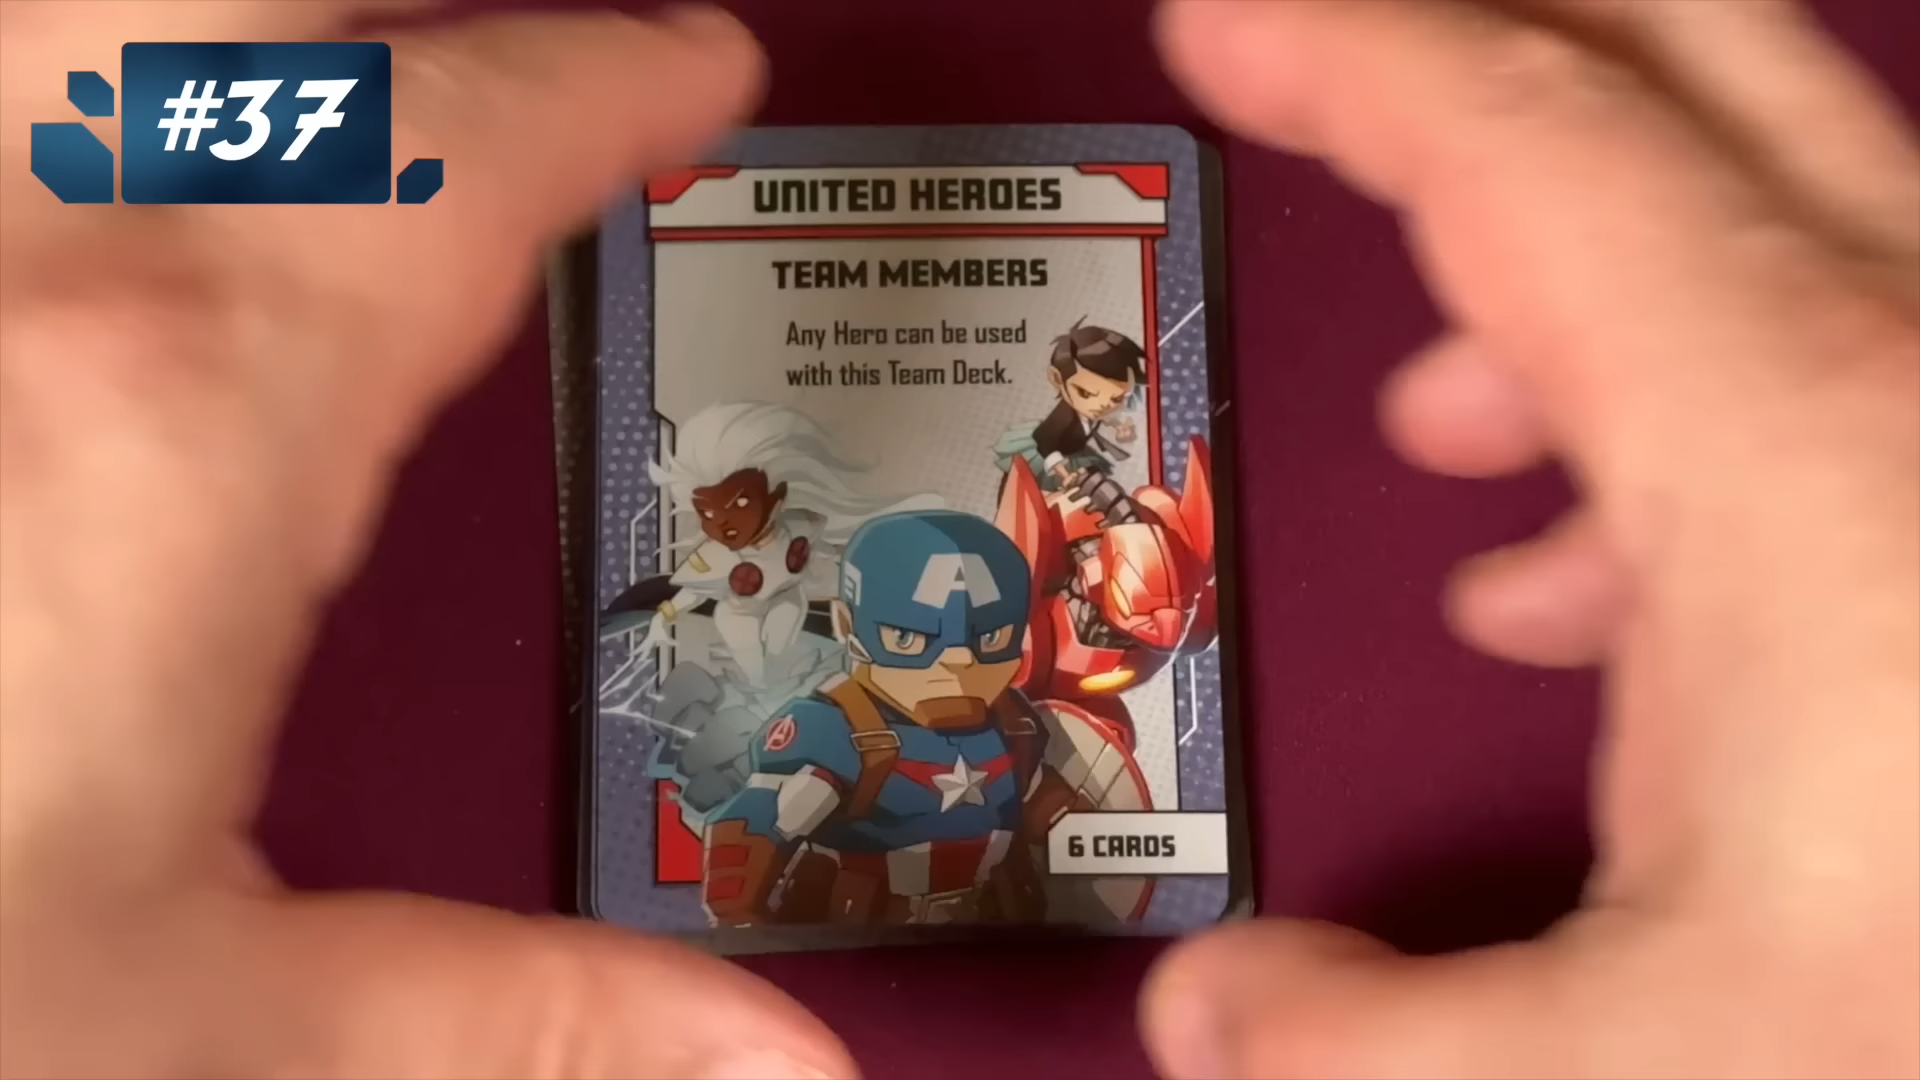 #37
UNITED HEROES
TEAM MEMBERS
Any Hero can be used
with this Team Deck.
A
A
6 CARDS